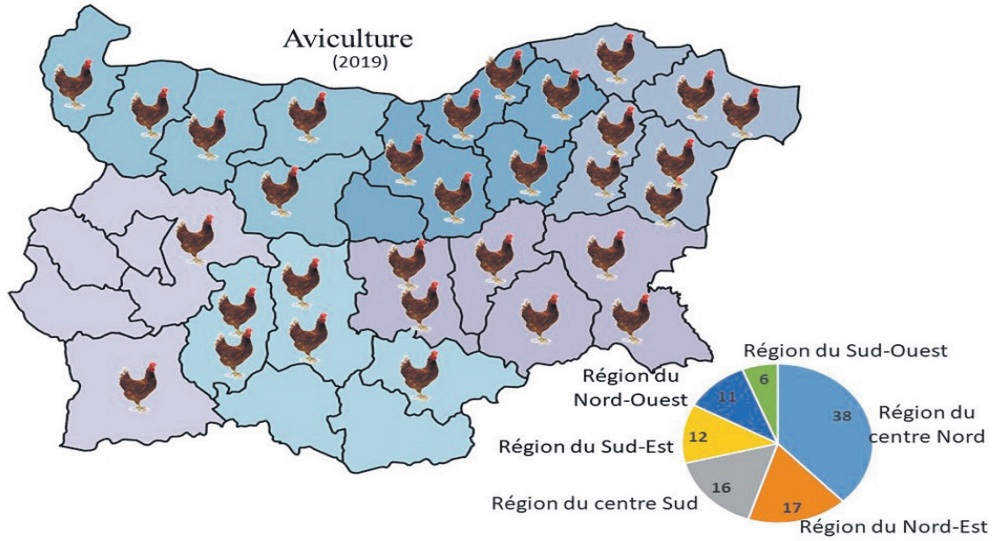 Aviculture
(2019)
Région du Sud-Ouest
6
Région du
Nord-Ouest
11
38
Région du
centre Nord
Région du Sud-Est
12
16
Région du centre Sud
17
Région du Nord-Est